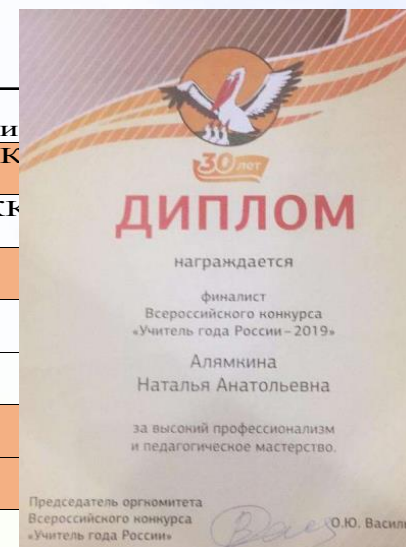 30 лет
ДИПЛОМ
награждается
финалист
Всероссийского конкурса
«Учитель года России – 2019»
Алямкина
Наталья Анатольевна
за высокий профессионализм
и педагогическое мастерство.
Председатель оргкомитета
Всероссийского конкурса
«Учитель года России»
О.Ю.